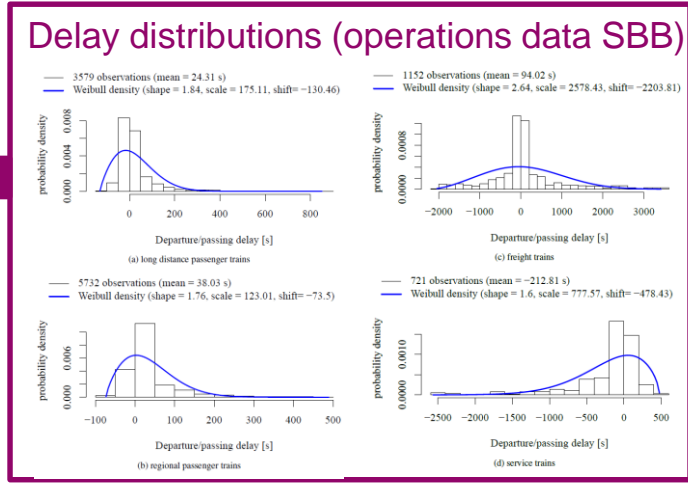 Delay distributions (operations data SBB)
3579 observations (mean = 24.31 s)
Weibull density (shape = 1.84, scale = 175.11, shift= −130.46)
probability density
0.000
0.004
0.008
0
200
400
600
800
Departure/passing delay [s]
(a) long distance passenger trains
1152 observations (mean = 94.02 s)
Weibull density (shape = 2.64, scale = 2578.43, shift= −2203.81)
probability density
0.0000
0.0008
−2000
−1000
0
1000
2000
3000
Departure/passing delay [s]
(c) freight trains
5732 observations (mean = 38.03 s)
Weibull density (shape = 1.76, scale = 123.01, shift= −73.5)
probability density
0.000
0.006
−100
0
100
200
300
400
500
Departure/passing delay [s]
(b) regional passenger trains
721 observations (mean = −212.81 s)
Weibull density (shape = 1.6, scale = 777.57, shift= −478.43)
probability density
0.0000
0.0010
−2500
−2000
−1500
−1000
−500
0
500
Departure/passing delay [s]
(d) service trains